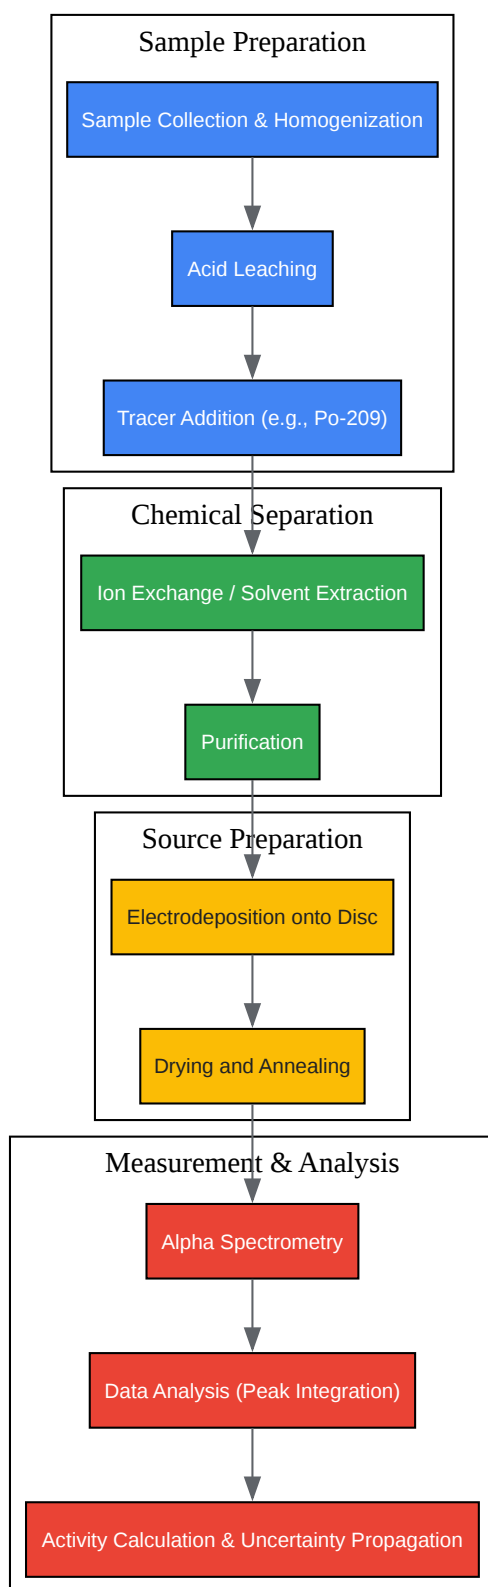 Sample Preparation
Sample Collection & Homogenization
Acid Leaching
Tracer Addition (e.g., Po-209)
Chemical Separation
Ion Exchange / Solvent Extraction
Purification
Source Preparation
Electrodeposition onto Disc
Drying and Annealing
Measurement & Analysis
Alpha Spectrometry
Data Analysis (Peak Integration)
Activity Calculation & Uncertainty Propagation